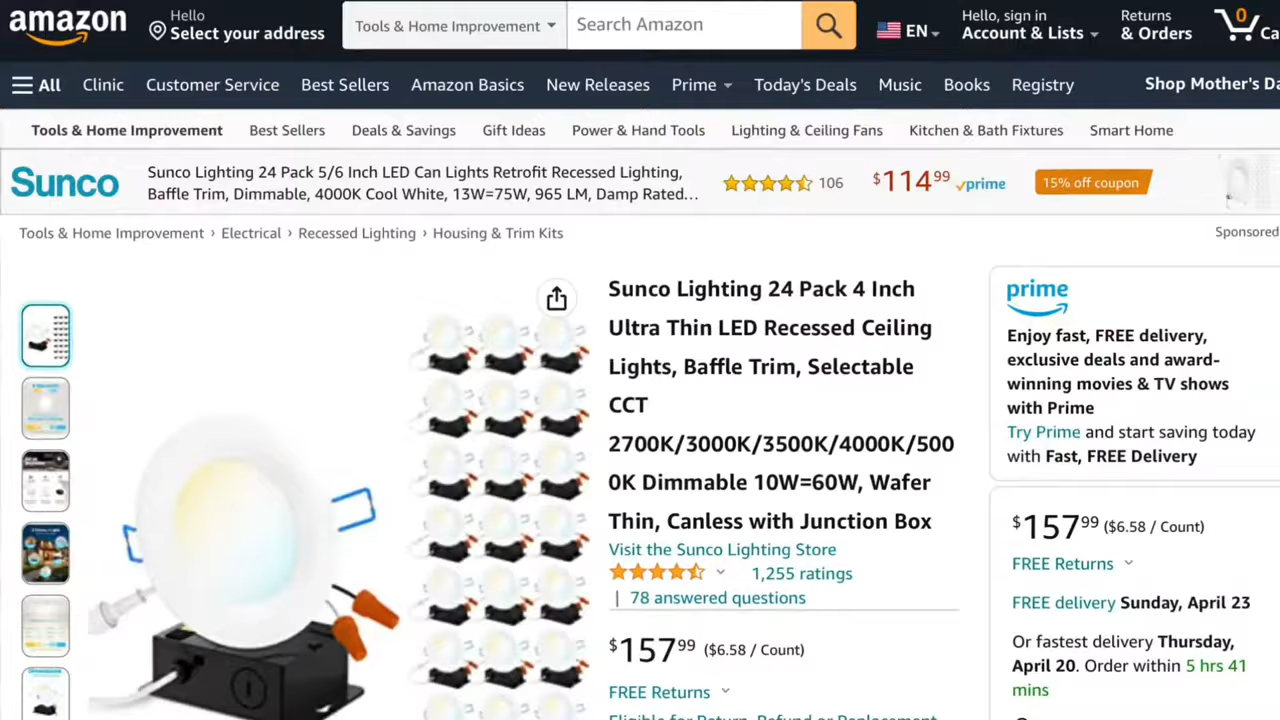 amazon
Hello
Select your address
Tools & Home Improvement
Search Amazon
EN
Hello, sign in
Account & Lists
Returns
& Orders
0
Ca
All
Clinic
Customer Service
Best Sellers
Amazon Basics
New Releases
Prime
Today's Deals
Music
Books
Registry
Shop Mother's Da
Tools & Home Improvement
Best Sellers
Deals & Savings
Gift Ideas
Power & Hand Tools
Lighting & Ceiling Fans
Kitchen & Bath Fixtures
Smart Home
Sunco
Sunco Lighting 24 Pack 5/6 Inch LED Can Lights Retrofit Recessed Lighting,
Baffle Trim, Dimmable, 4000K Cool White, 13W=75W, 965 LM, Damp Rated...
106
$114.99
prime
15% off coupon
Tools & Home Improvement › Electrical › Recessed Lighting › Housing & Trim Kits
Sponsored
Sunco Lighting 24 Pack 4 Inch
Ultra Thin LED Recessed Ceiling
Lights, Baffle Trim, Selectable
CCT
2700K/3000K/3500K/4000K/500
0K Dimmable 10W=60W, Wafer
Thin, Canless with Junction Box
Visit the Sunco Lighting Store
1,255 ratings
| 78 answered questions
$157 99 ($6.58 / Count)
FREE Returns
Eligible for Return, Refund or Replacement
prime
Enjoy fast, FREE delivery,
exclusive deals and award-
winning movies & TV shows
with Prime
Try Prime and start saving today
with Fast, FREE Delivery
$157 99 ($6.58 / Count)
FREE Returns
FREE delivery Sunday, April 23
Or fastest delivery Thursday,
April 20. Order within 5 hrs 41
mins